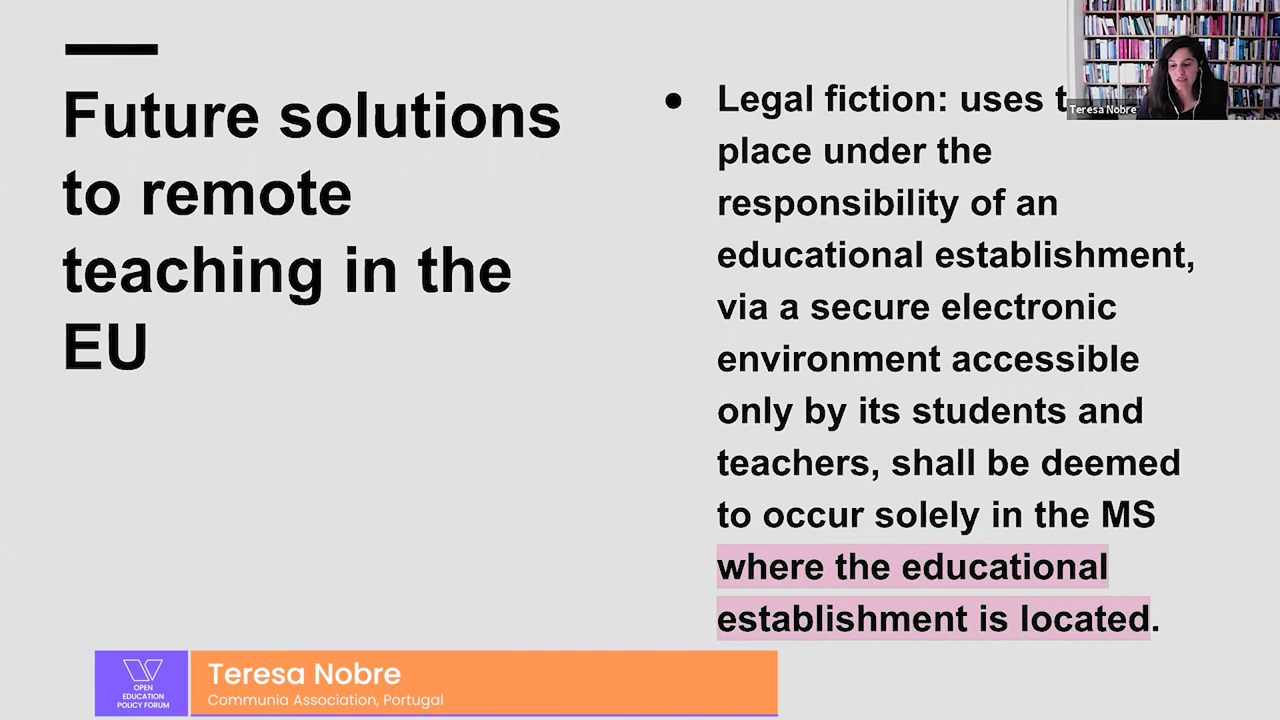 Future solutions
to remote
teaching in the
EU
● Legal fiction: uses
place under the
responsibility of an
educational establishment,
via a secure electronic
environment accessible
only by its students and
teachers, shall be deemed
to occur solely in the MS
where the educational
establishment is located.
Teresa Nobre
OPEN
EDUCATION
POLICY FORUM
Teresa Nobre
Communia Association, Portugal